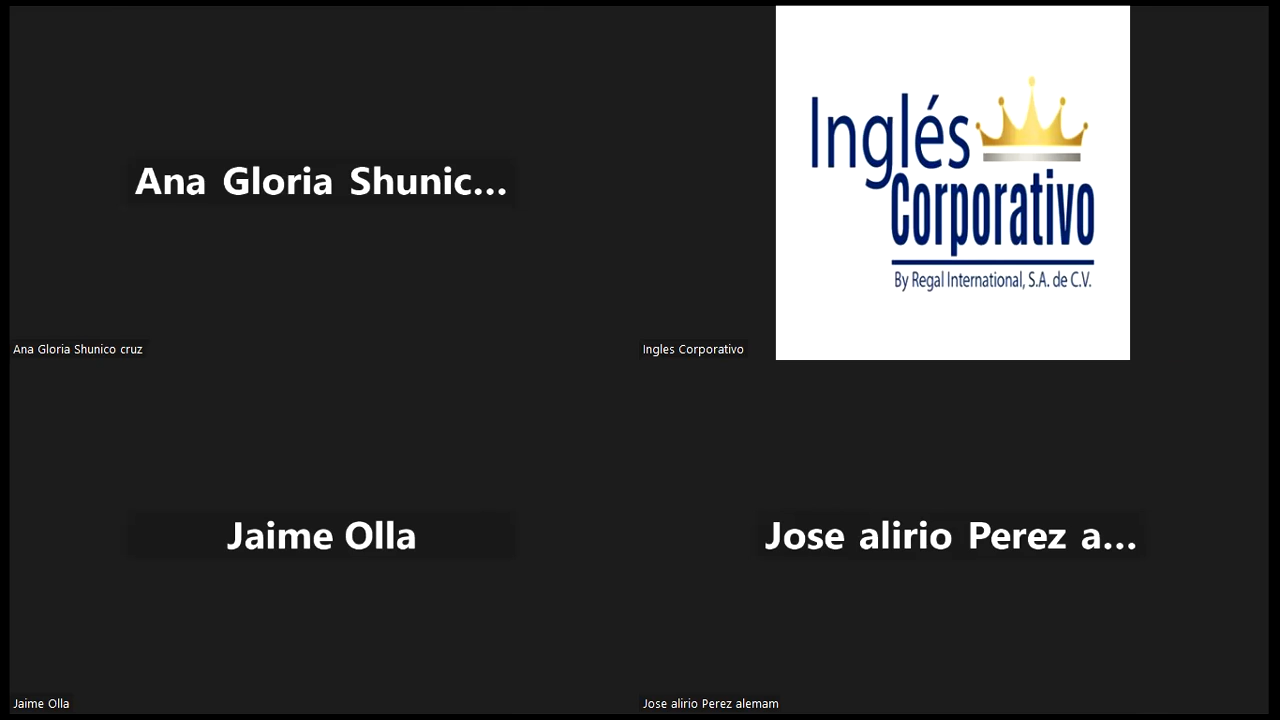 Ana Gloria Shunic...
Ana Gloria Shunico cruz
Inglés
Corporativo
By Regal International, S.A. de C.V.
Ingles Corporativo
Jaime Olla
Jaime Olla
Jose alirio Perez a...
Jose alirio Perez alemam